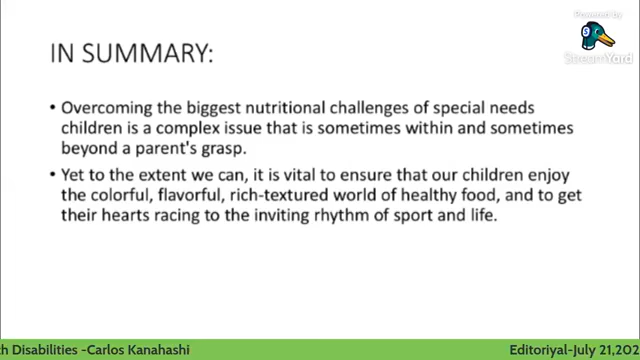 Powered by
StreamYard
IN SUMMARY:
• Overcoming the biggest nutritional challenges of special needs
children is a complex issue that is sometimes within and sometimes
beyond a parent's grasp.
• Yet to the extent we can, it is vital to ensure that our children enjoy
the colorful, flavorful, rich-textured world of healthy food, and to get
their hearts racing to the inviting rhythm of sport and life.
h Disabilities -Carlos Kanahashi Editoriyal-July 21,202